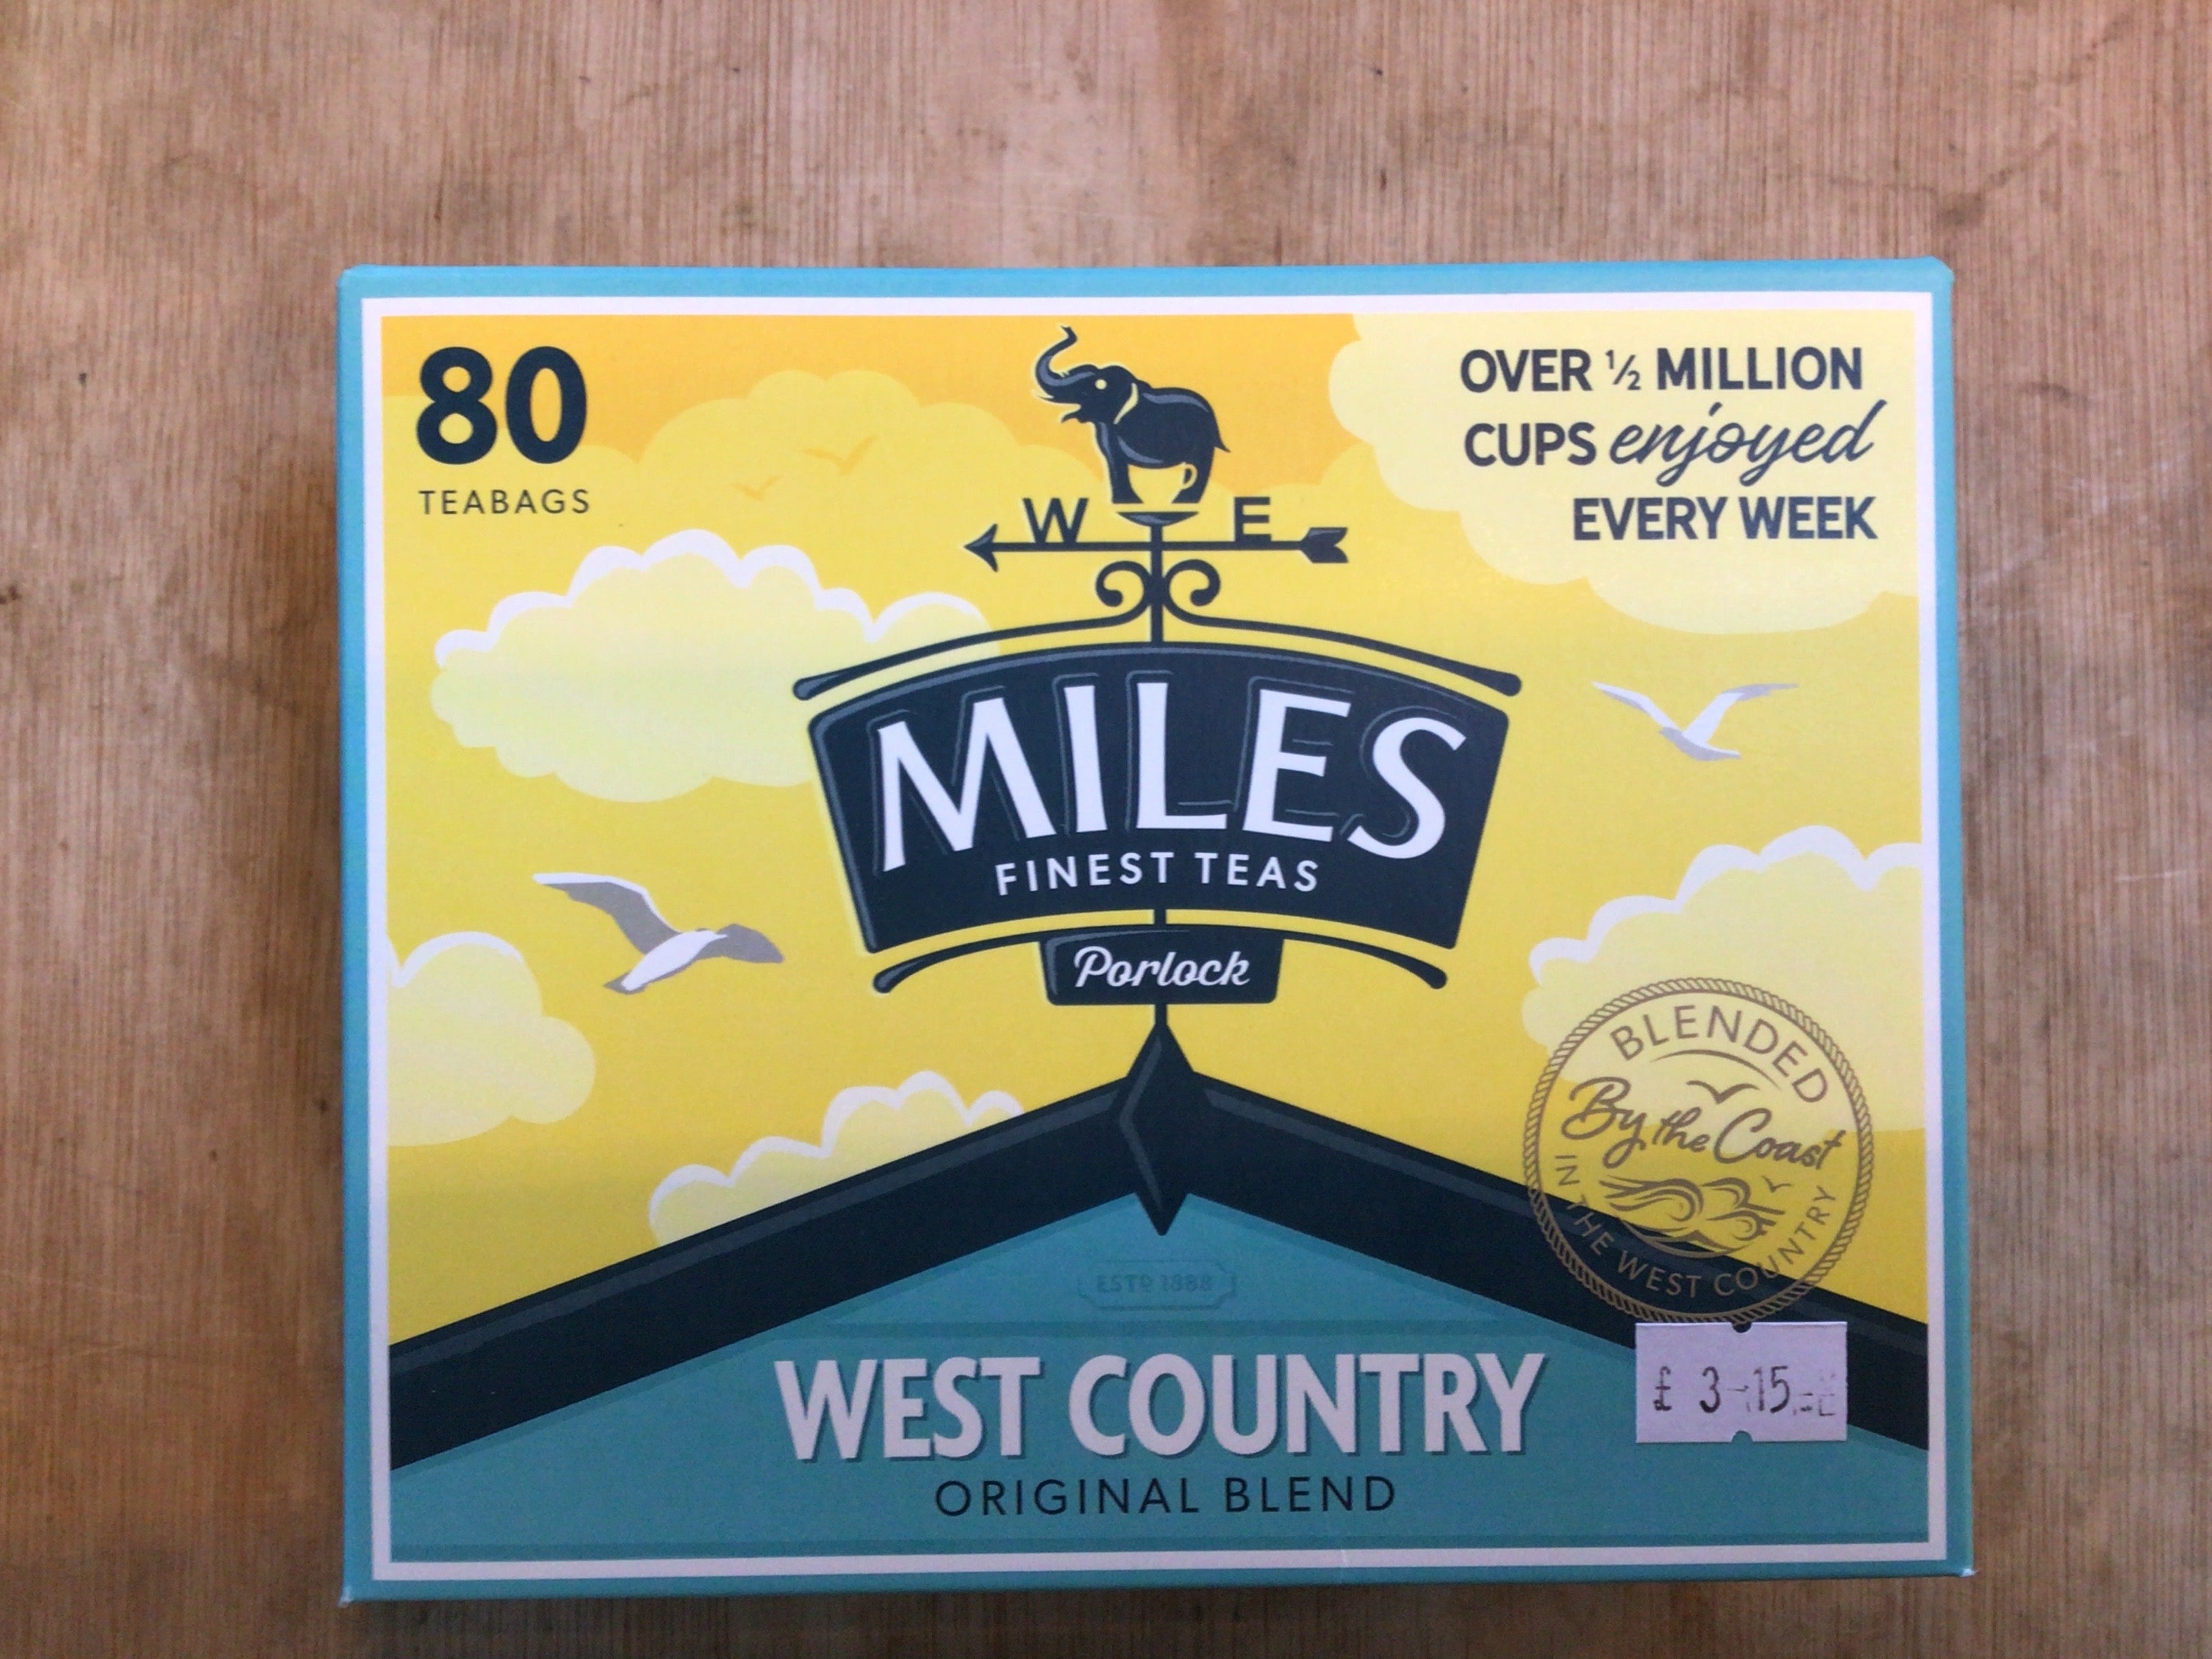 80
TEABAGS
OVER ½ MILLION
CUPS enjoyed
EVERY WEEK
W E
MILES
FINEST TEAS
Porlock
BLENDED
By the Coast
IN THE WEST COUNTRY
ESTD 1888
£ 3-15
WEST COUNTRY
ORIGINAL BLEND